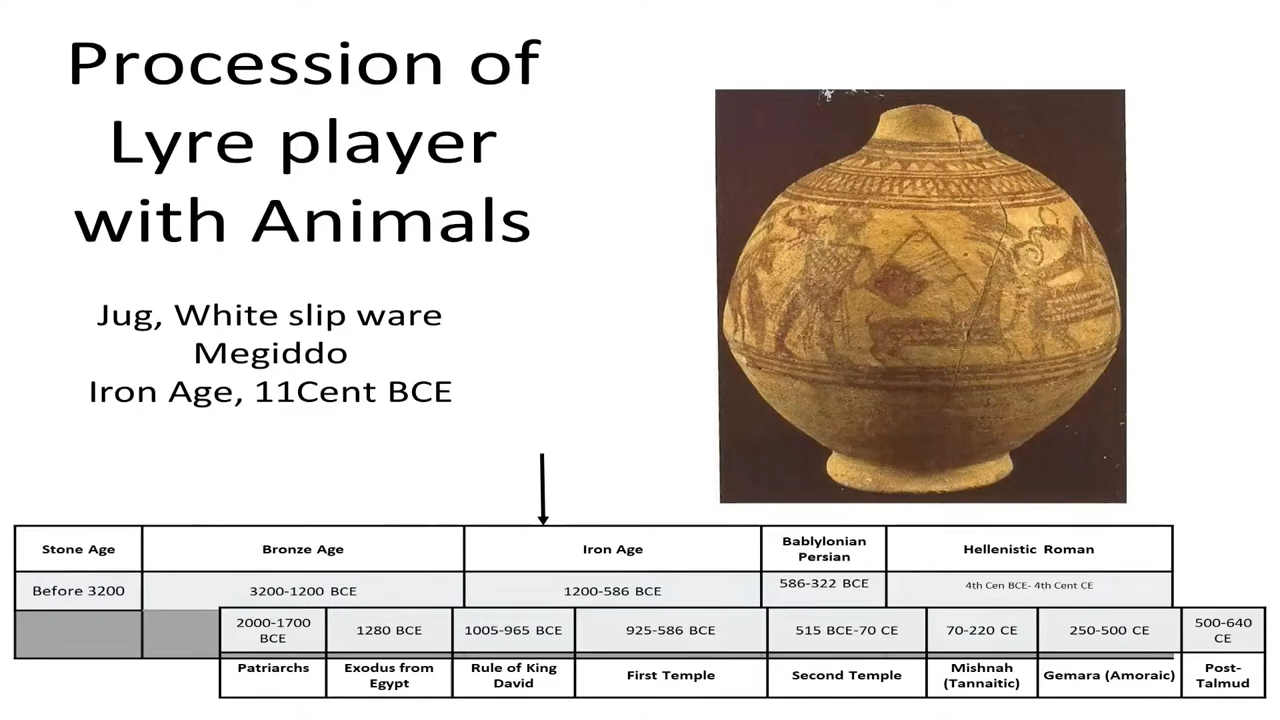 Procession of
Lyre player
with Animals
Jug, White slip ware
Megiddo
Iron Age, 11Cent BCE
Stone Age
Bronze Age
Iron Age
Bablylonian
Persian
Hellenistic Roman
Before 3200
3200-1200 BCE
1200-586 BCE
586-322 BCE
4th Cen BCE- 4th Cent CE
2000-1700
BCE
1280 BCE
1005-965 BCE
925-586 BCE
515 BCE-70 CE
70-220 CE
250-500 CE
500-640
CE
Patriarchs
Exodus from
Egypt
Rule of King
David
First Temple
Second Temple
Mishnah
(Tannaitic)
Gemara (Amoraic)
Post-
Talmud